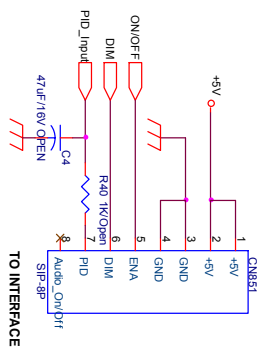 CN851
+5V
1
+5V
+5V
2
GND
3
GND
4
ON/OFF
ENA
5
DIM
DIM
6
PID_Input
R40 1K/Open
PID
7
C4
47uF/16V OPEN
Audio_On/Off
8
SIP-8P
TO INTERFACE